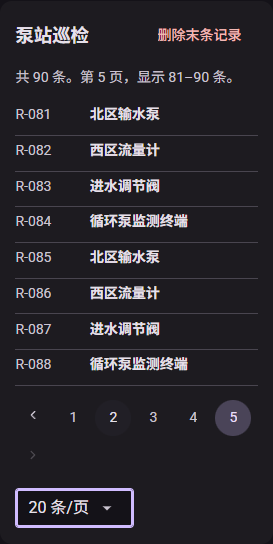 泵站巡检 删除末条记录
共 90 条。第 5 页，显示 81–90 条。
R-081 北区输水泵
R-082 西区流量计
R-083 进水调节阀
R-084 循环泵监测终端
R-085 北区输水泵
R-086 西区流量计
R-087 进水调节阀
R-088 循环泵监测终端
1 2 3 4 5
20 条/页